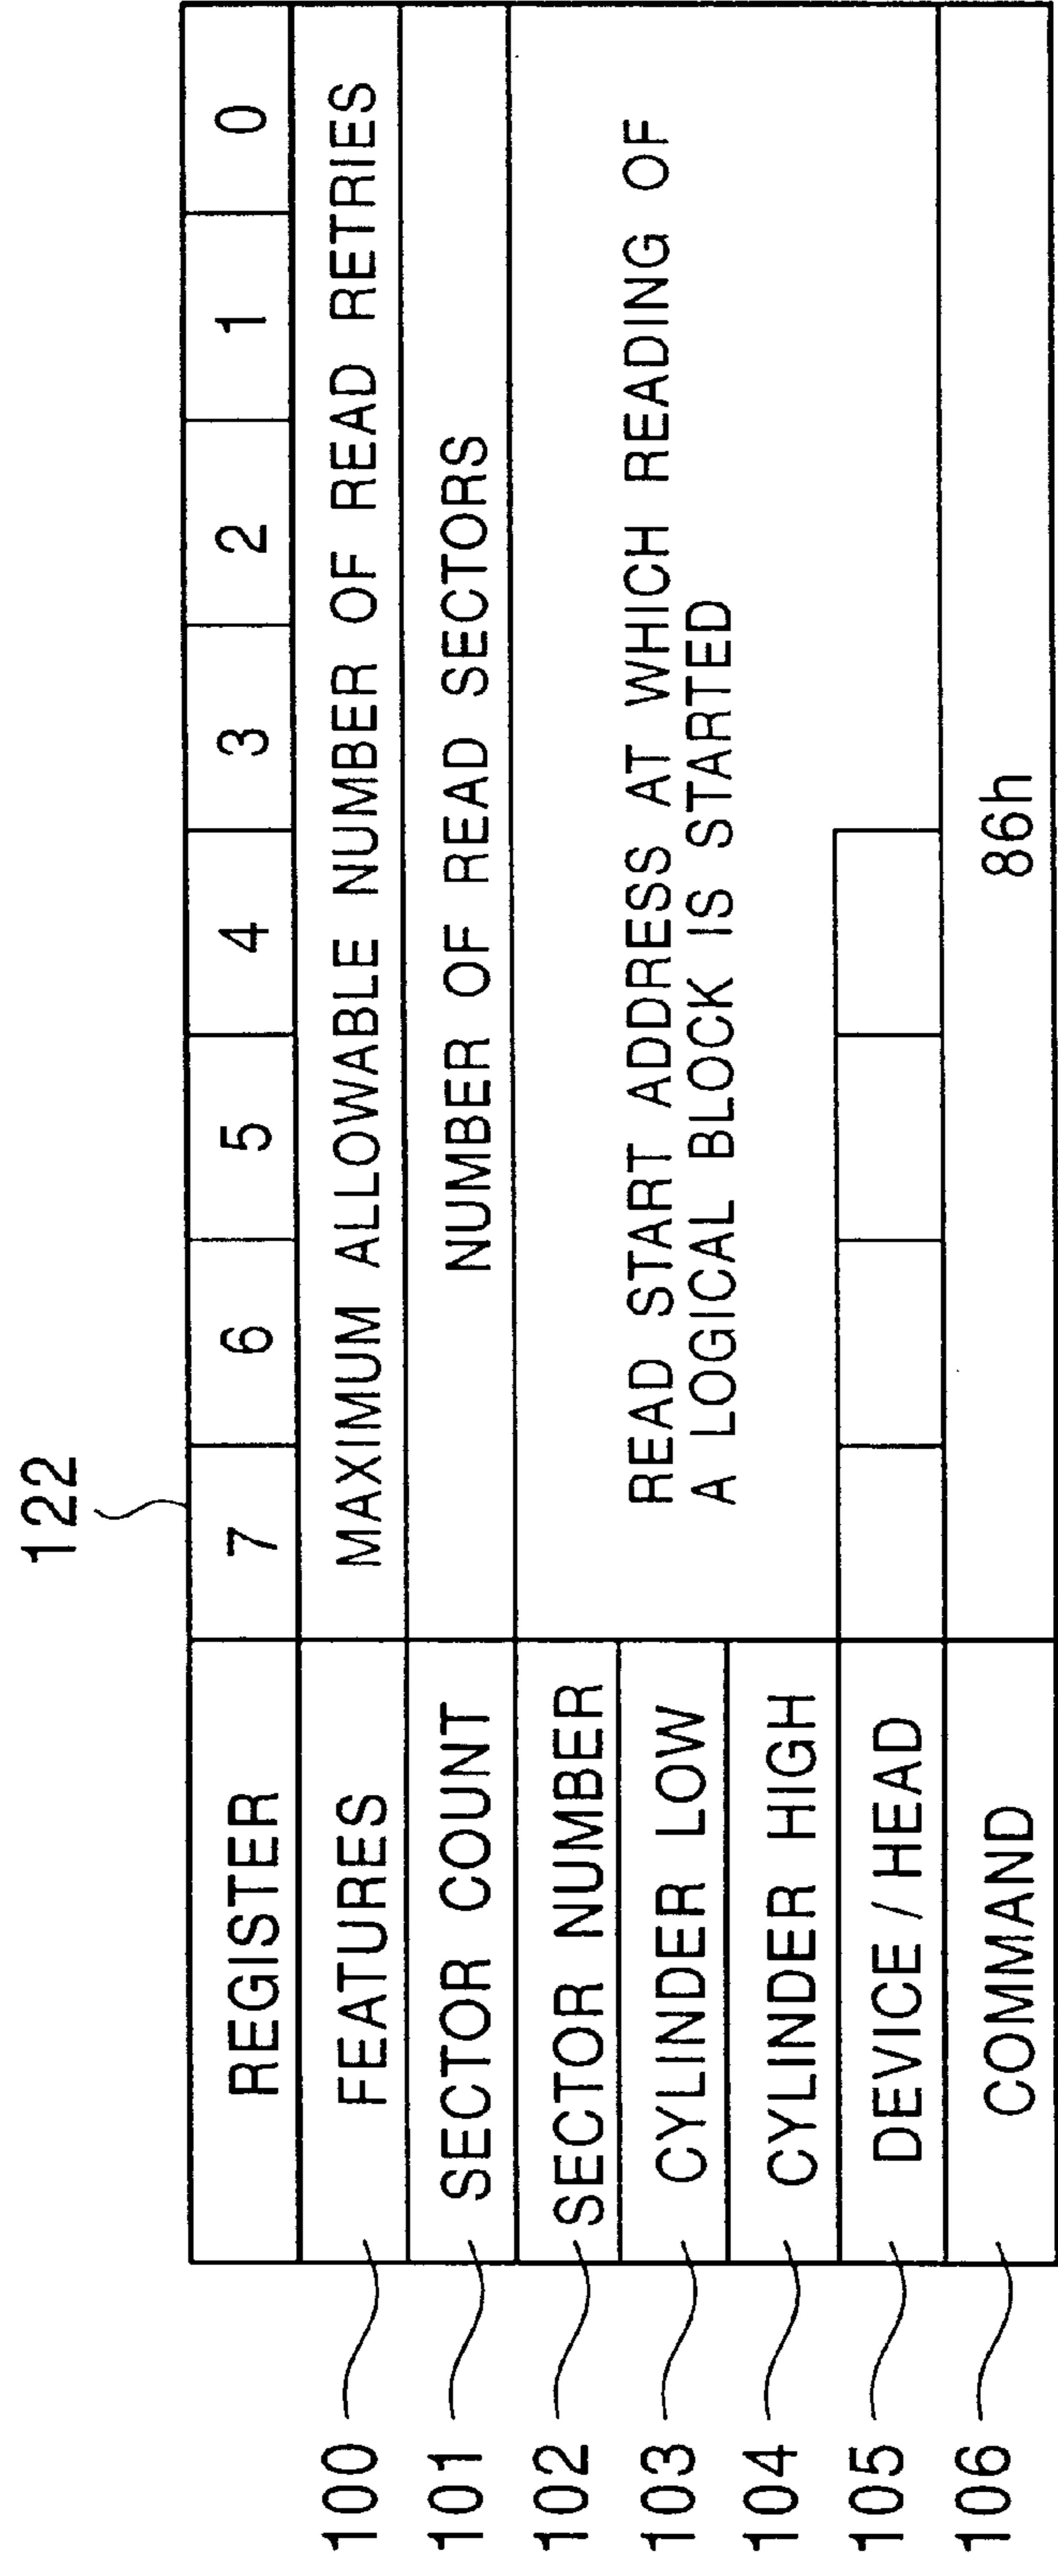 122
REGISTER 7 6 5 4 3 2 1 0
100 FEATURES MAXIMUM ALLOWABLE NUMBER OF READ RETRIES
101 SECTOR COUNT NUMBER OF READ SECTORS
102 SECTOR NUMBER
READ START ADDRESS AT WHICH READING OF
103 CYLINDER LOW
A LOGICAL BLOCK IS STARTED
104 CYLINDER HIGH
105 DEVICE / HEAD
106 COMMAND 86h